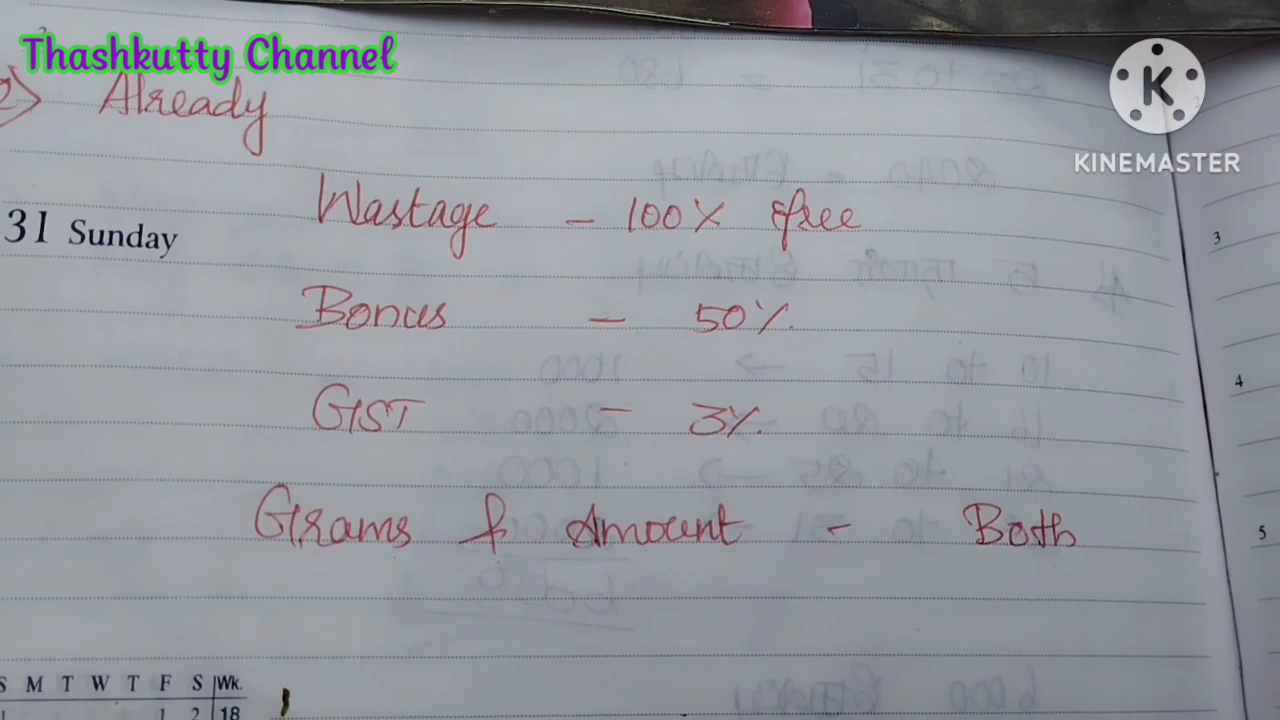 Thashkutty Channel
2) Already
KINEMASTER
Wastage - 100% free
31 Sunday
Bonus - 50%.
GST - 3%.
Grams & Amount - Both
3
4
5
S M T W T F S Wk.
1 2 18